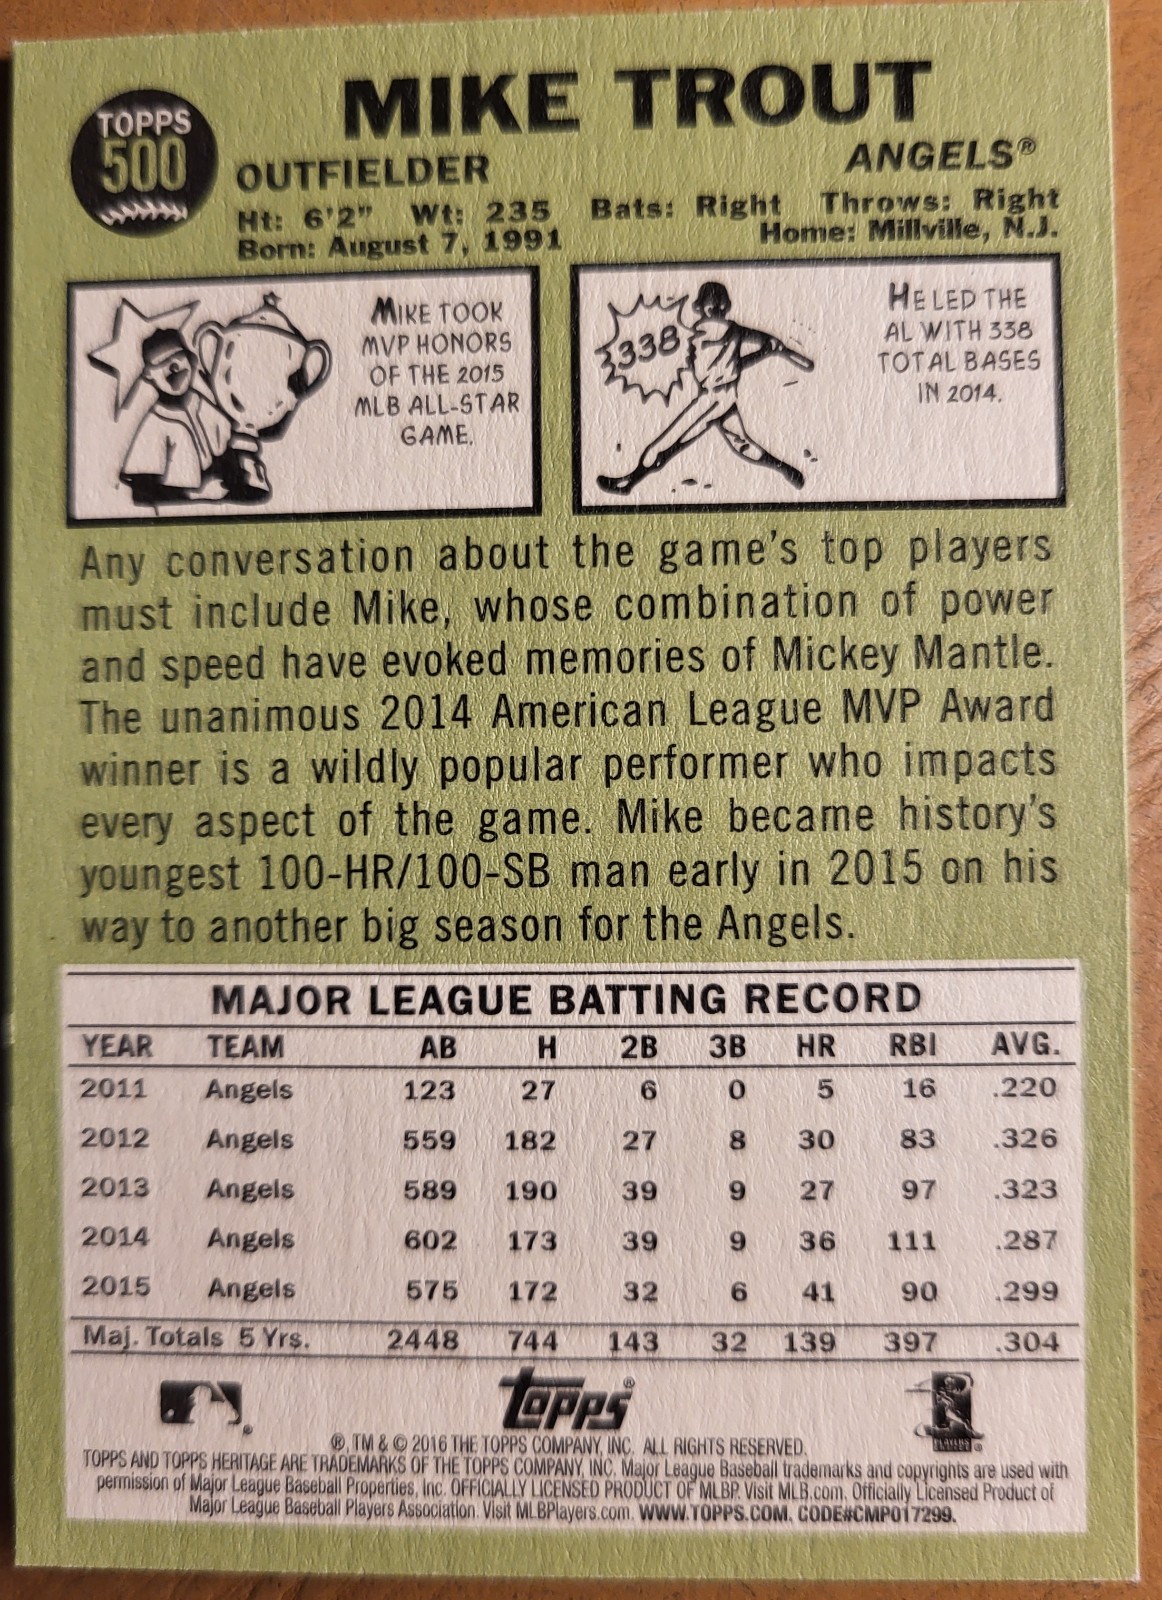 MIKE TROUT
TOPPS
500
OUTFIELDER ANGELS®
Ht: 6'2" Wt: 235 Bats: Right Throws: Right
Born: August 7, 1991 Home: Millville, N.J.
MIKE TOOK
MVP HONORS
OF THE 2015
MLB ALL-STAR
GAME.
338
HE LED THE
AL WITH 338
TOTAL BASES
IN 2014.
Any conversation about the game's top players
must include Mike, whose combination of power
and speed have evoked memories of Mickey Mantle.
The unanimous 2014 American League MVP Award
winner is a wildly popular performer who impacts
every aspect of the game. Mike became history's
youngest 100-HR/100-SB man early in 2015 on his
way to another big season for the Angels.
MAJOR LEAGUE BATTING RECORD
YEAR TEAM AB H 2B 3B HR RBI AVG.
2011 Angels 123 27 6 0 5 16 .220
2012 Angels 559 182 27 8 30 83 .326
2013 Angels 589 190 39 9 27 97 .323
2014 Angels 602 173 39 9 36 111 .287
2015 Angels 575 172 32 6 41 90 .299
Maj. Totals 5 Yrs. 2448 744 143 32 139 397 .304
topps®
®, TM & © 2016 THE TOPPS COMPANY, INC. ALL RIGHTS RESERVED.
TOPPS AND TOPPS HERITAGE ARE TRADEMARKS OF THE TOPPS COMPANY, INC. Major League Baseball trademarks and copyrights are used with
permission of Major League Baseball Properties, Inc. OFFICIALLY LICENSED PRODUCT OF MLBP. Visit MLB.com. Officially Licensed Product of
Major League Baseball Players Association. Visit MLBPlayers.com. WWW.TOPPS.COM. CODE#CMP017299.